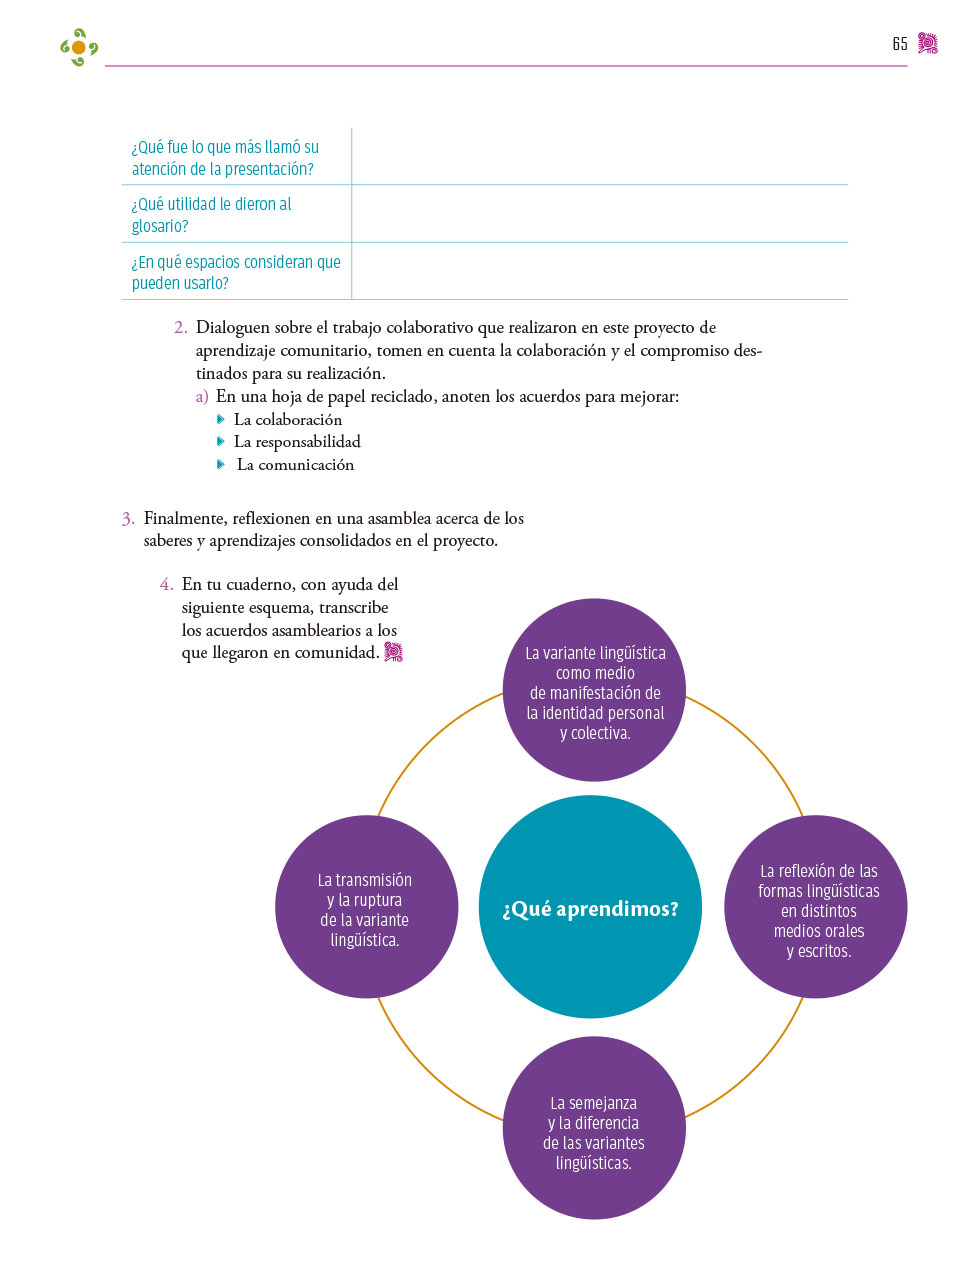 65
¿Qué fue lo que más llamó su
atención de la presentación?
¿Qué utilidad le dieron al
glosario?
¿En qué espacios consideran que
pueden usarlo?
2. Dialoguen sobre el trabajo colaborativo que realizaron en este proyecto de
aprendizaje comunitario, tomen en cuenta la colaboración y el compromiso des-
tinados para su realización.
a) En una hoja de papel reciclado, anoten los acuerdos para mejorar:
La colaboración
La responsabilidad
La comunicación
3. Finalmente, reflexionen en una asamblea acerca de los
saberes y aprendizajes consolidados en el proyecto.
4. En tu cuaderno, con ayuda del
siguiente esquema, transcribe
los acuerdos asamblearios a los
que llegaron en comunidad.
La variante lingüística
como medio
de manifestación de
la identidad personal
y colectiva.
La transmisión
y la ruptura
de la variante
lingüística.
¿Qué aprendimos?
La reflexión de las
formas lingüísticas
en distintos
medios orales
y escritos.
La semejanza
y la diferencia
de las variantes
lingüísticas.